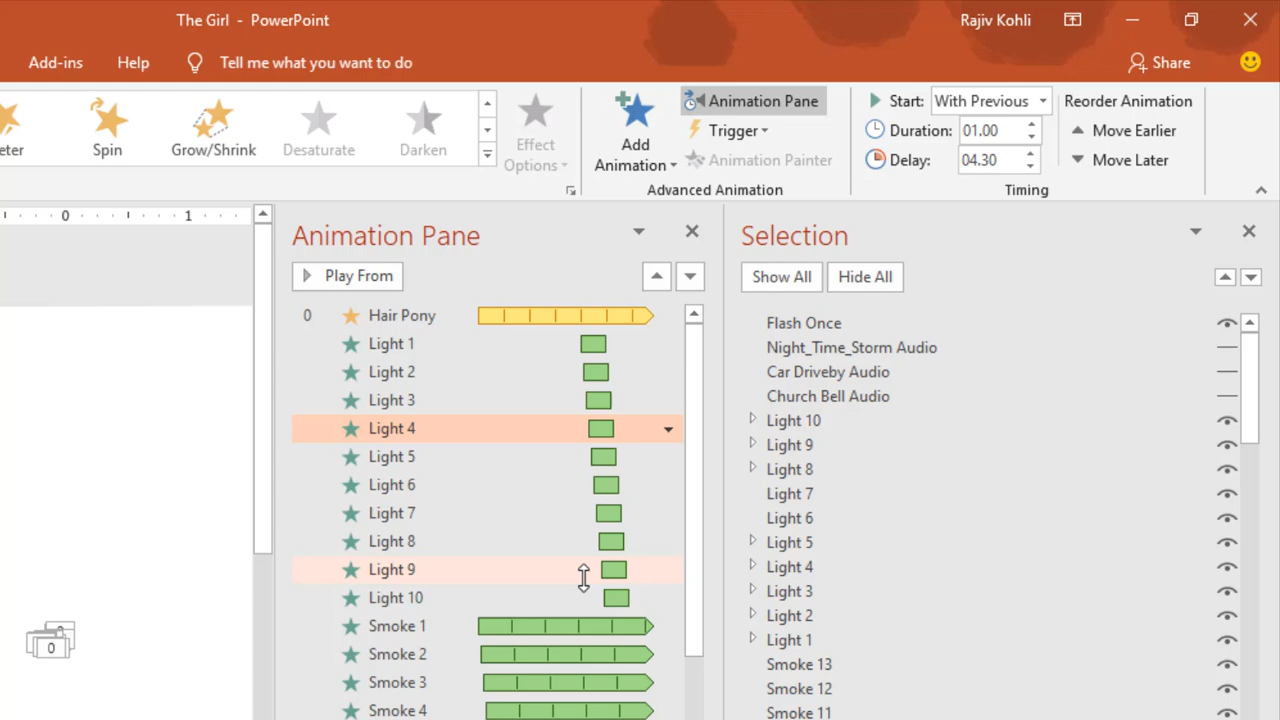 The Girl - PowerPoint
Rajiv Kohli
Add-ins Help Tell me what you want to do
Share
Spin Grow/Shrink Desaturate Darken
Effect Options
Add Animation
Animation Pane
Trigger
Animation Painter
Advanced Animation
Start: With Previous
Duration: 01.00
Delay: 04.30
Reorder Animation
Move Earlier
Move Later
Timing
0 1
Animation Pane
Play From
0 Hair Pony
Light 1
Light 2
Light 3
Light 4
Light 5
Light 6
Light 7
Light 8
Light 9
Light 10
Smoke 1
Smoke 2
Smoke 3
Smoke 4
0
Selection
Show All Hide All
Flash Once
Night_Time_Storm Audio
Car Driveby Audio
Church Bell Audio
Light 10
Light 9
Light 8
Light 7
Light 6
Light 5
Light 4
Light 3
Light 2
Light 1
Smoke 13
Smoke 12
Smoke 11